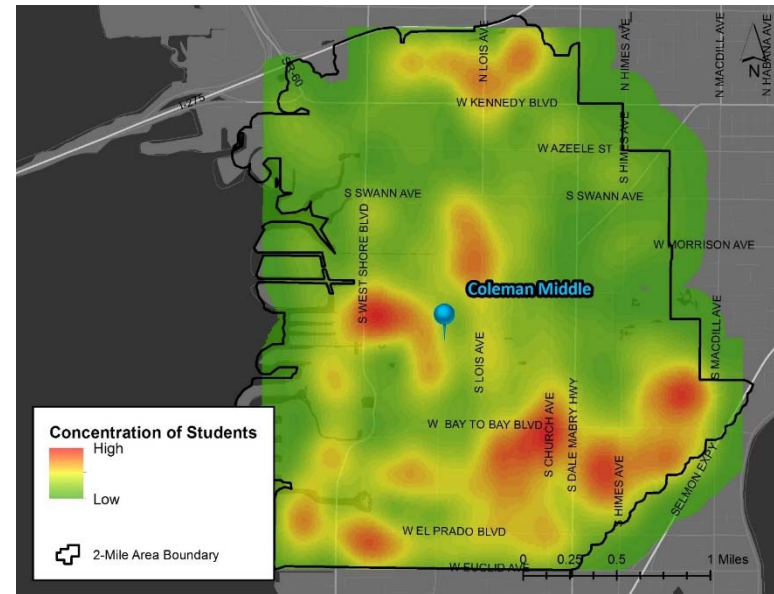 N LOIS AVE
N HIMES AVE
N MACDILL AVE
N HABANA AVE
N
SR-60
I-275
W KENNEDY BLVD
W AZEELE ST
S HIMES AVE
S SWANN AVE
S SWANN AVE
S WEST SHORE BLVD
W MORRISON AVE
Coleman Middle
S LOIS AVE
S MACDILL AVE
W BAY TO BAY BLVD
S CHURCH AVE
S DALE MABRY HWY
S HIMES AVE
SELMON EXPY
W EL PRADO BLVD
W EUCLID AVE
0 0.25 0.5 1 Miles
Concentration of Students
High
Low
2-Mile Area Boundary